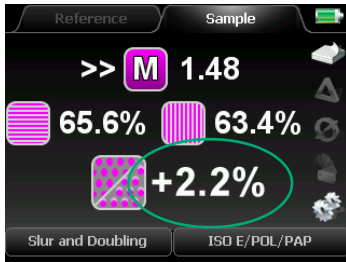 Reference Sample
>> M 1.48
65.6% 63.4%
+2.2%
Slur and Doubling ISO E/POL/PAP